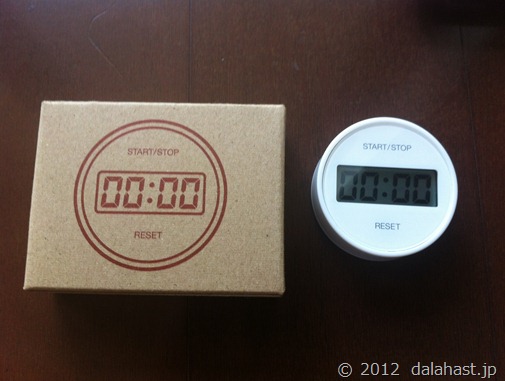 START/STOP
00:00
RESET
START/STOP
00:00
RESET
© 2012 dalahast.jp